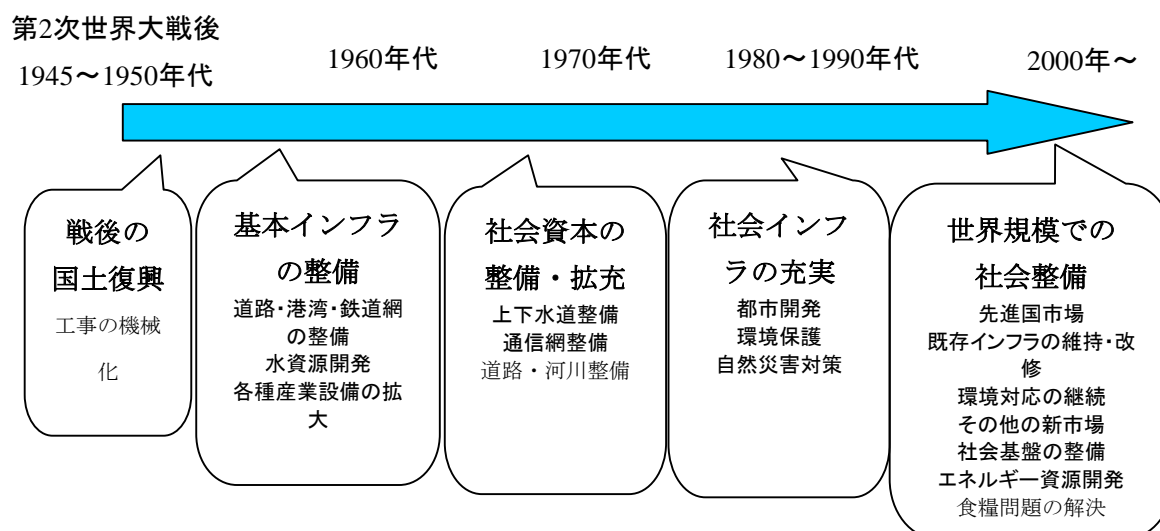 第2次世界大戦後
1945～1950年代
1960年代
1970年代
1980～1990年代
2000年～
戦後の
国土復興
工事の機械
化
基本インフラ
の整備
道路･港湾･鉄道網
の整備
水資源開発
各種産業設備の拡
大
社会資本の
整備・拡充
上下水道整備
通信網整備
道路・河川整備
社会インフ
ラの充実
都市開発
環境保護
自然災害対策
世界規模での
社会整備
先進国市場
既存インフラの維持･改
修
環境対応の継続
その他の新市場
社会基盤の整備
エネルギー資源開発
食糧問題の解決